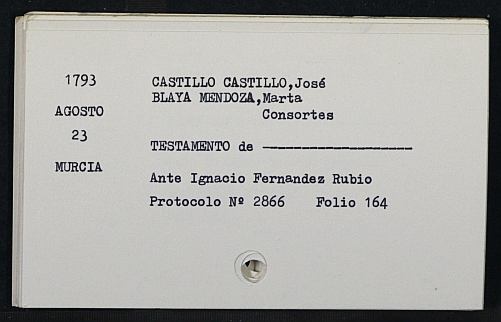 1793 CASTILLO CASTILLO,José
BLAYA MENDOZA,Marta
AGOSTO Consortes
23
TESTAMENTO de
MURCIA
Ante Ignacio Fernandez Rubio
Protocolo Nº 2866 Folio 164